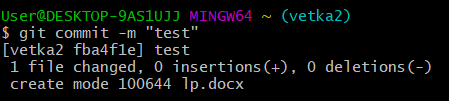 User@DESKTOP-9AS1UJJ MINGW64 ~ (vetka2)
$ git commit -m "test"
[vetka2 fba4f1e] test
 1 file changed, 0 insertions(+), 0 deletions(-)
 create mode 100644 lp.docx